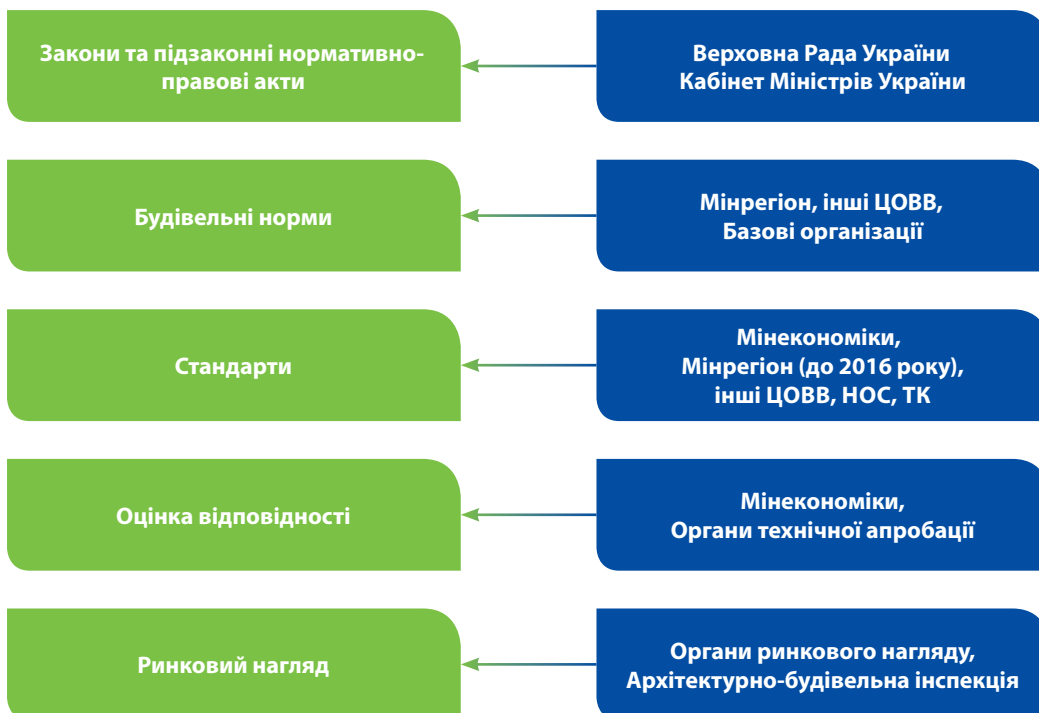 Закони та підзаконні нормативно-
правові акти
Верховна Рада України
Кабінет Міністрів України
Будівельні норми
Мінрегіон, інші ЦОВВ,
Базові організації
Стандарти
Мінекономіки,
Мінрегіон (до 2016 року),
інші ЦОВВ, НОС, ТК
Оцінка відповідності
Мінекономіки,
Органи технічної апробації
Ринковий нагляд
Органи ринкового нагляду,
Архітектурно-будівельна інспекція